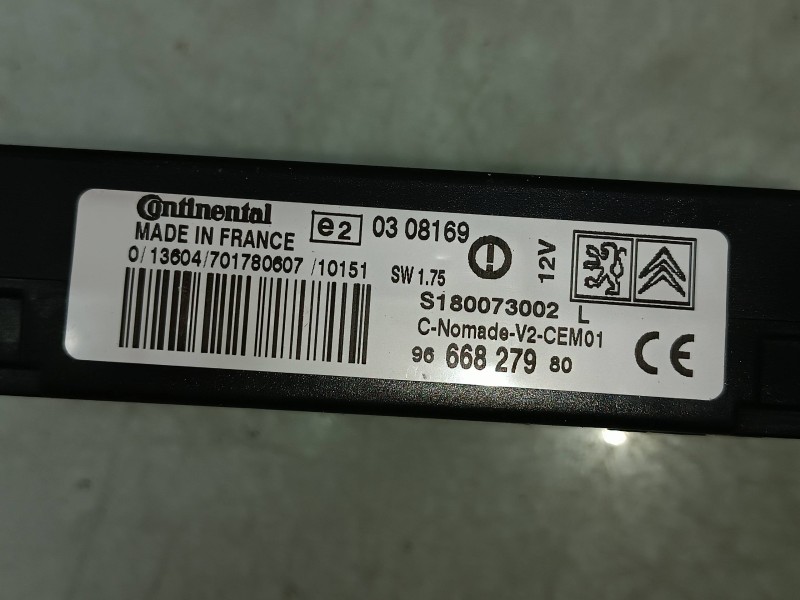 Continental
MADE IN FRANCE
e2 03 08169
0/13604/701780607/10151
SW 1.75
12V
S180073002 L
C-Nomade-V2-CEM01
96 668 279 80
CE